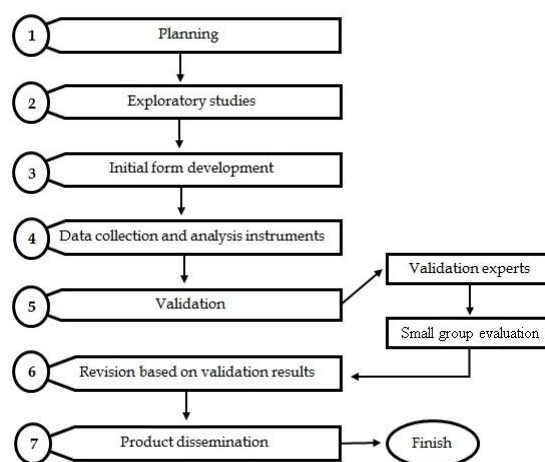 1 Planning
2 Exploratory studies
3 Initial form development
4 Data collection and analysis instruments
5 Validation
Validation experts
Small group evaluation
6 Revision based on validation results
7 Product dissemination
Finish